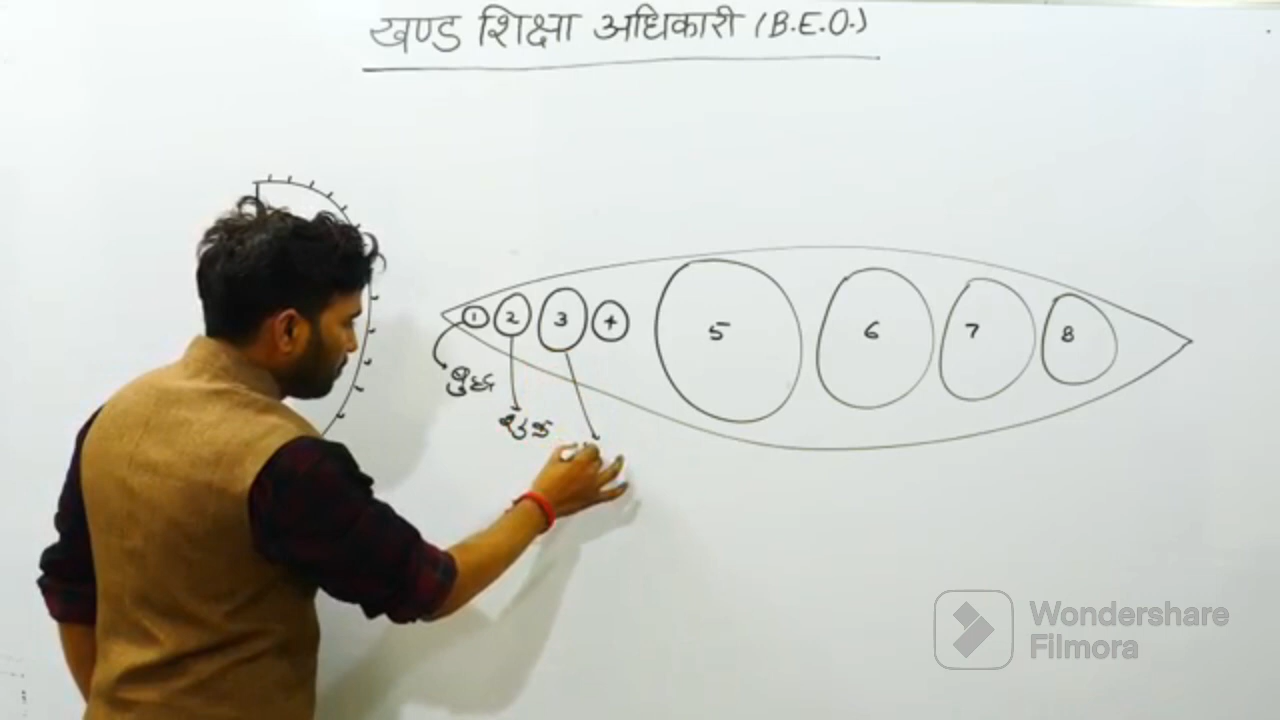 खण्ड शिक्षा अधिकारी (B.E.O.)
1 2 3 4 5 6 7 8
बुद्ध
शुक्र
Wondershare
Filmora